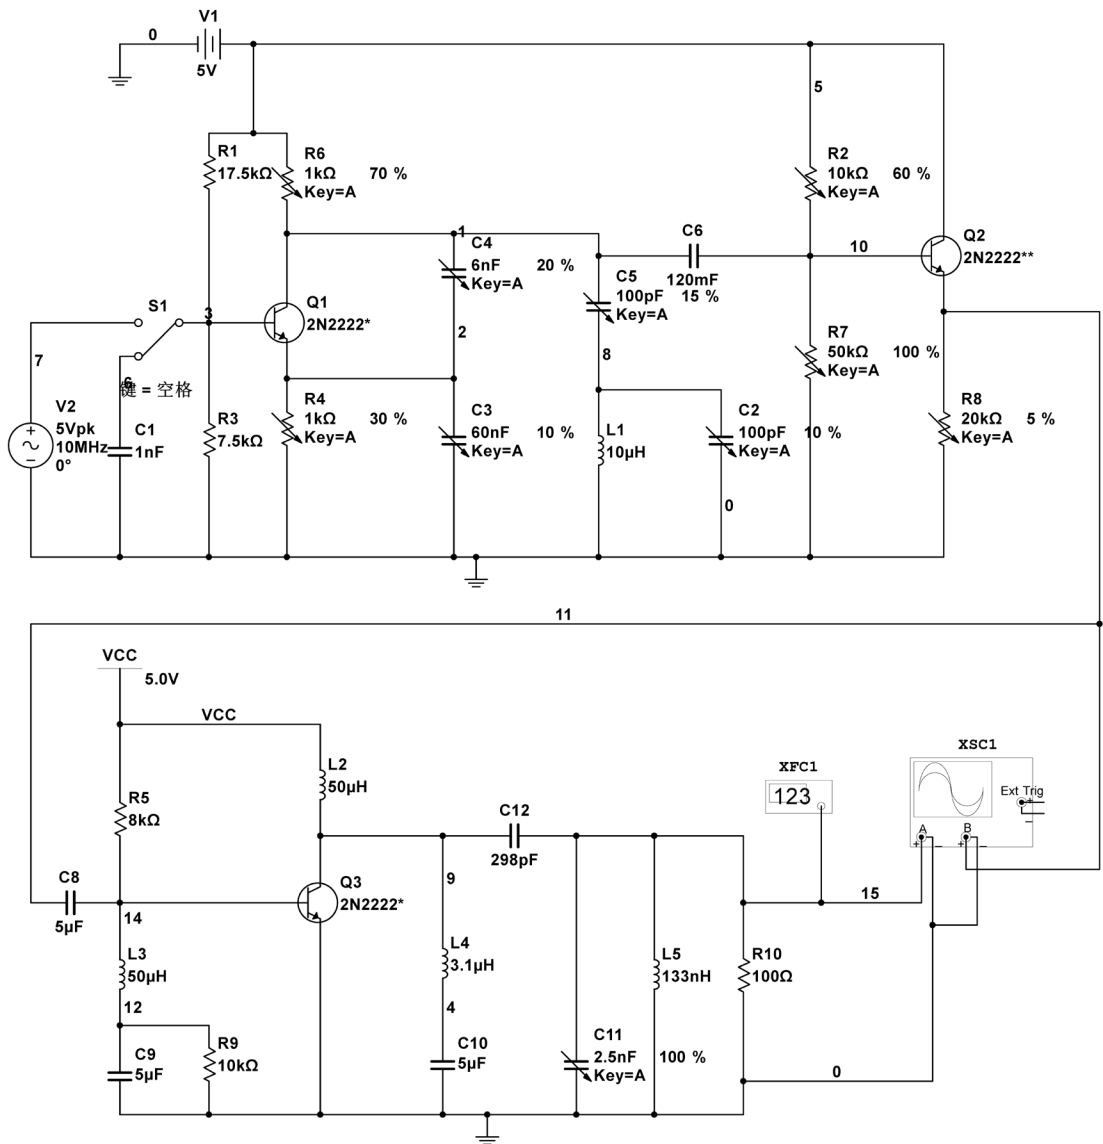 V1
0
5V
5
R1
17.5kΩ
R6
1kΩ
Key=A
70 %
R2
10kΩ
Key=A
60 %
1
C4
6nF
Key=A
20 %
C6
120mF
15 %
10
Q2
2N2222**
C5
100pF
Key=A
S1
3
Q1
2N2222*
2
7
6
键 = 空格
8
R7
50kΩ
Key=A
100 %
V2
5Vpk
10MHz
0°
C1
1nF
R3
7.5kΩ
R4
1kΩ
Key=A
30 %
C3
60nF
Key=A
10 %
L1
10μH
C2
100pF
Key=A
10 %
R8
20kΩ
Key=A
5 %
0
11
VCC
5.0V
VCC
L2
50μH
R5
8kΩ
C12
298pF
XFC1
123
XSC1
Ext Trig
+
−
A
B
+
−
+
−
C8
5μF
14
Q3
2N2222*
9
15
L3
50μH
L4
3.1μH
L5
133nH
R10
100Ω
12
4
C9
5μF
R9
10kΩ
C10
5μF
C11
2.5nF
Key=A
100 %
0